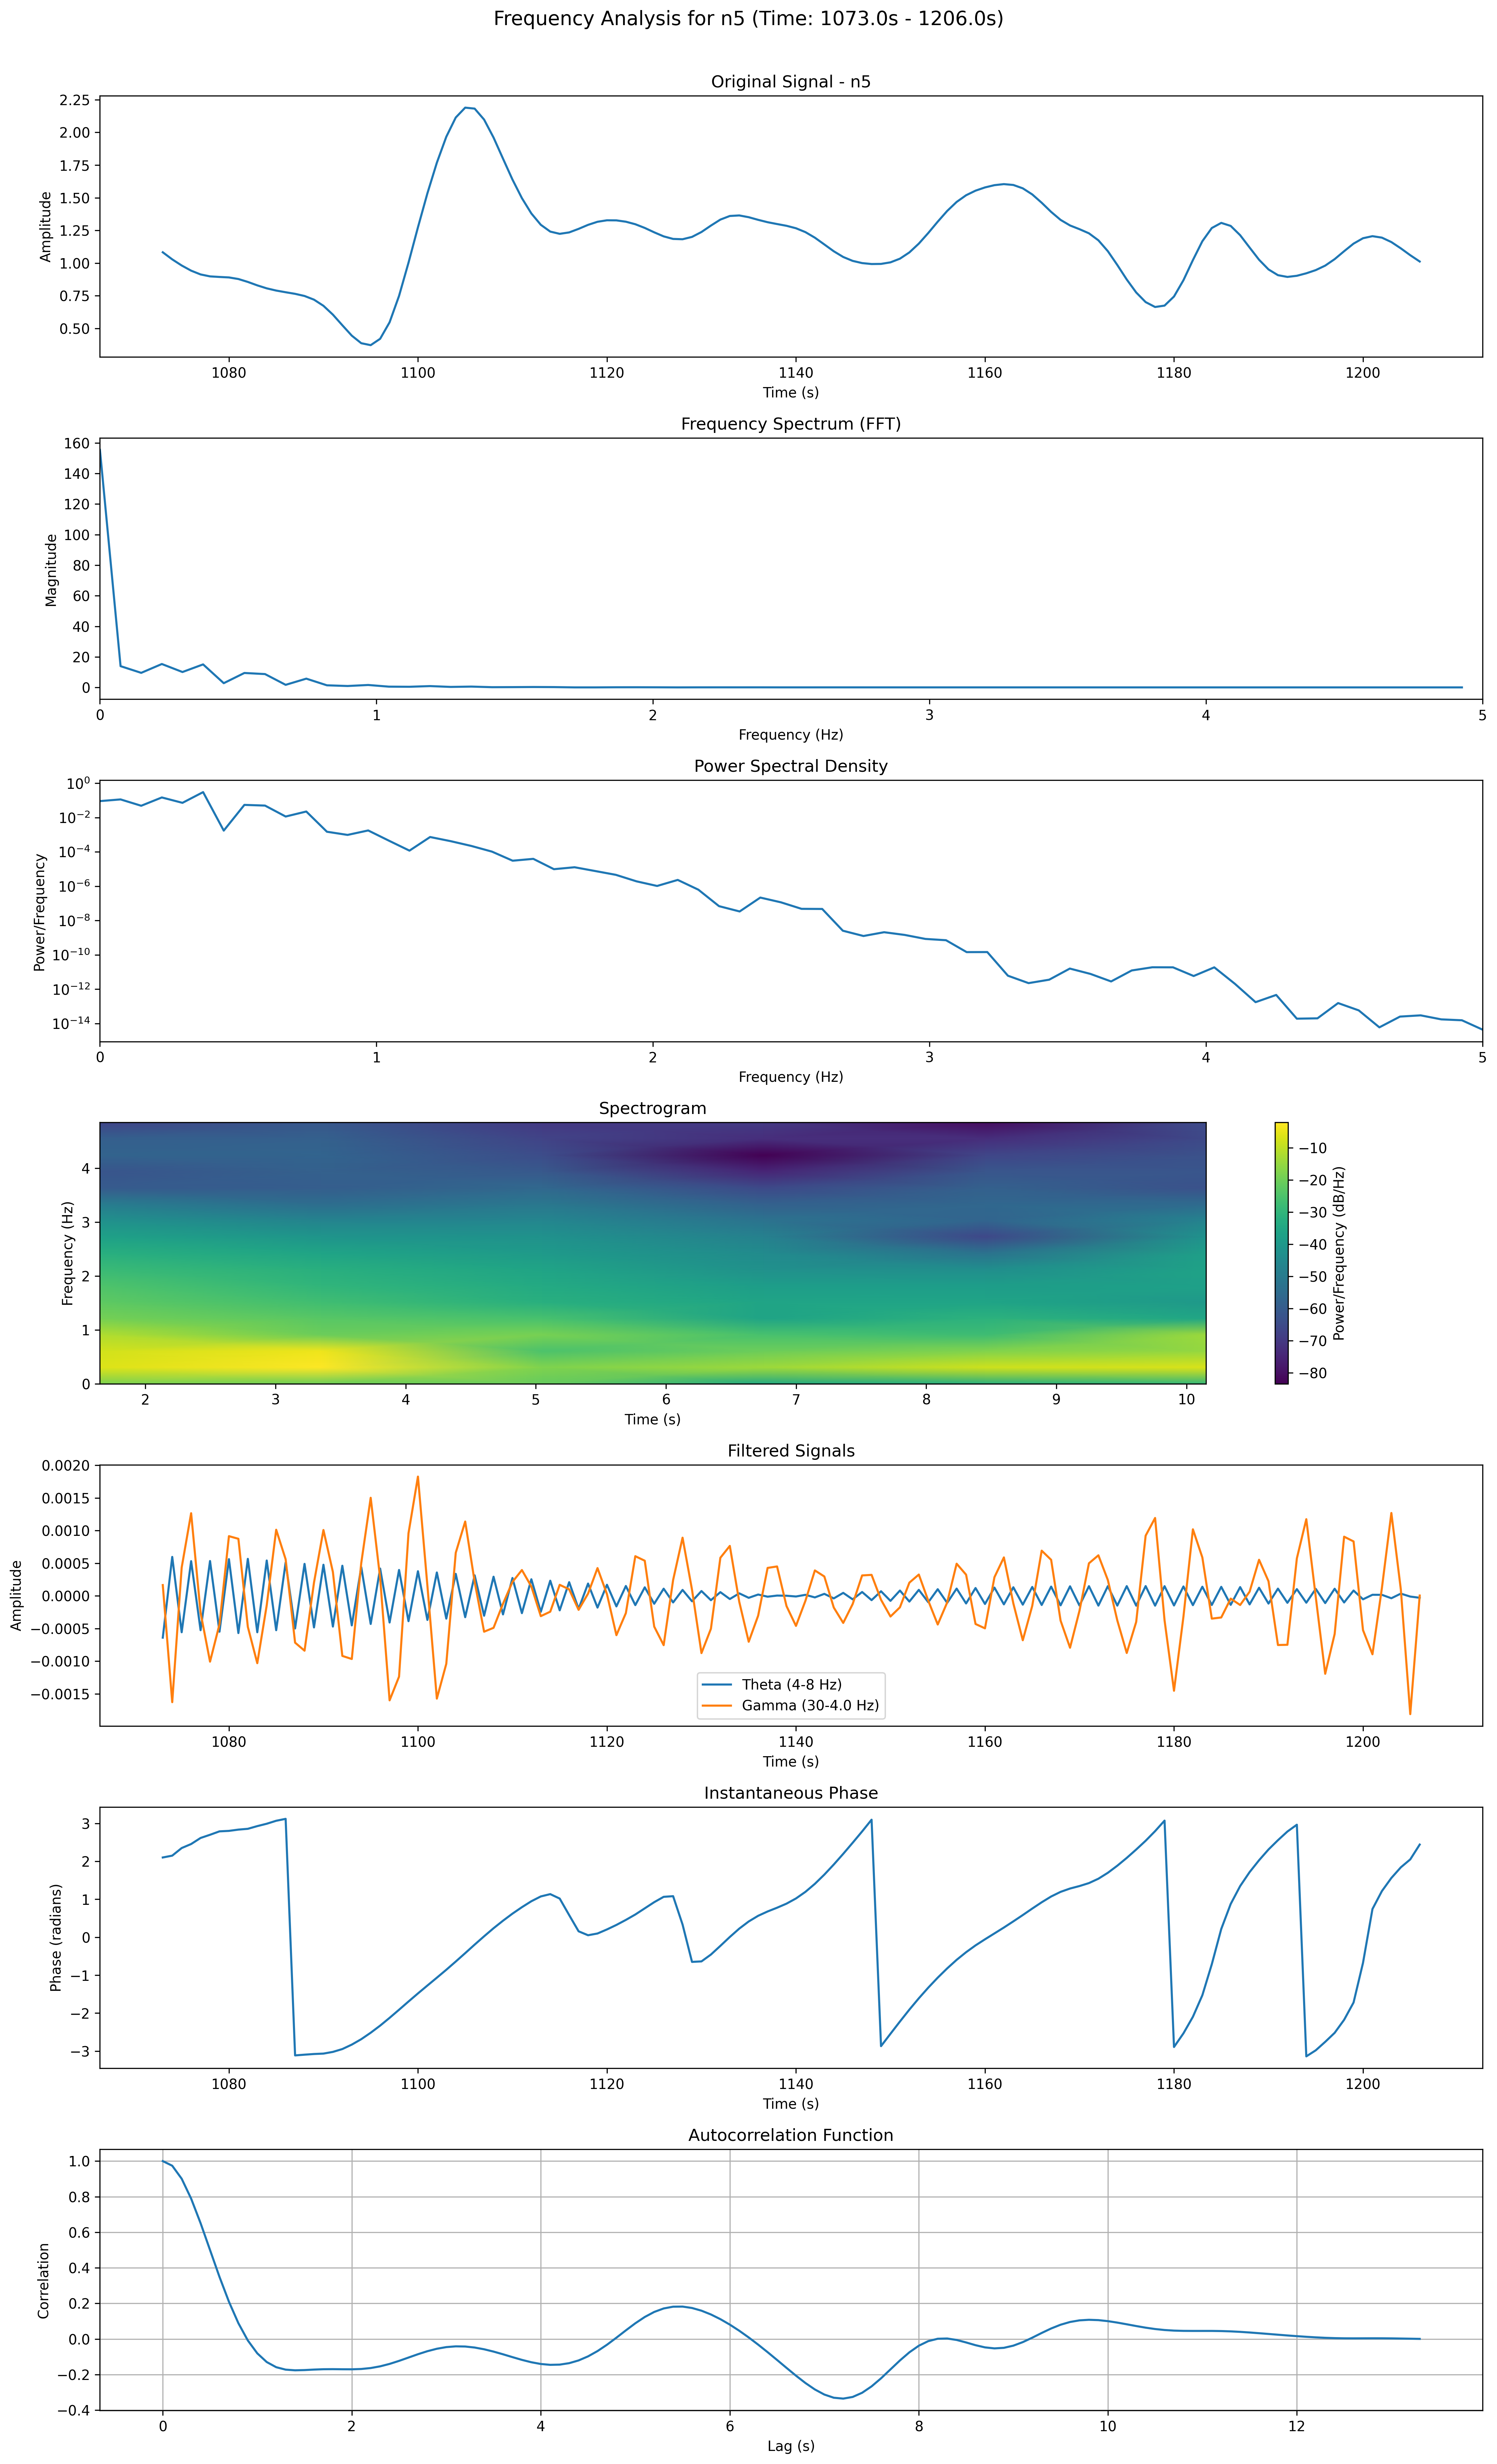 Frequency Analysis for n5 (Time: 1073.0s - 1206.0s)
Original Signal - n5
2.25
2.00
1.75
1.50
1.25
1.00
0.75
0.50
Amplitude
1080 1100 1120 1140 1160 1180 1200
Time (s)
Frequency Spectrum (FFT)
160
140
120
100
80
60
40
20
0
Magnitude
0 1 2 3 4 5
Frequency (Hz)
Power Spectral Density
10⁰
10⁻²
10⁻⁴
10⁻⁶
10⁻⁸
10⁻¹⁰
10⁻¹²
10⁻¹⁴
Power/Frequency
0 1 2 3 4 5
Frequency (Hz)
Spectrogram
4
3
2
1
0
Frequency (Hz)
2 3 4 5 6 7 8 9 10
Time (s)
−10
−20
−30
−40
−50
−60
−70
−80
Power/Frequency (dB/Hz)
Filtered Signals
0.0020
0.0015
0.0010
0.0005
0.0000
−0.0005
−0.0010
−0.0015
Amplitude
Theta (4-8 Hz)
Gamma (30-4.0 Hz)
1080 1100 1120 1140 1160 1180 1200
Time (s)
Instantaneous Phase
3
2
1
0
−1
−2
−3
Phase (radians)
1080 1100 1120 1140 1160 1180 1200
Time (s)
Autocorrelation Function
1.0
0.8
0.6
0.4
0.2
0.0
−0.2
−0.4
Correlation
0 2 4 6 8 10 12
Lag (s)